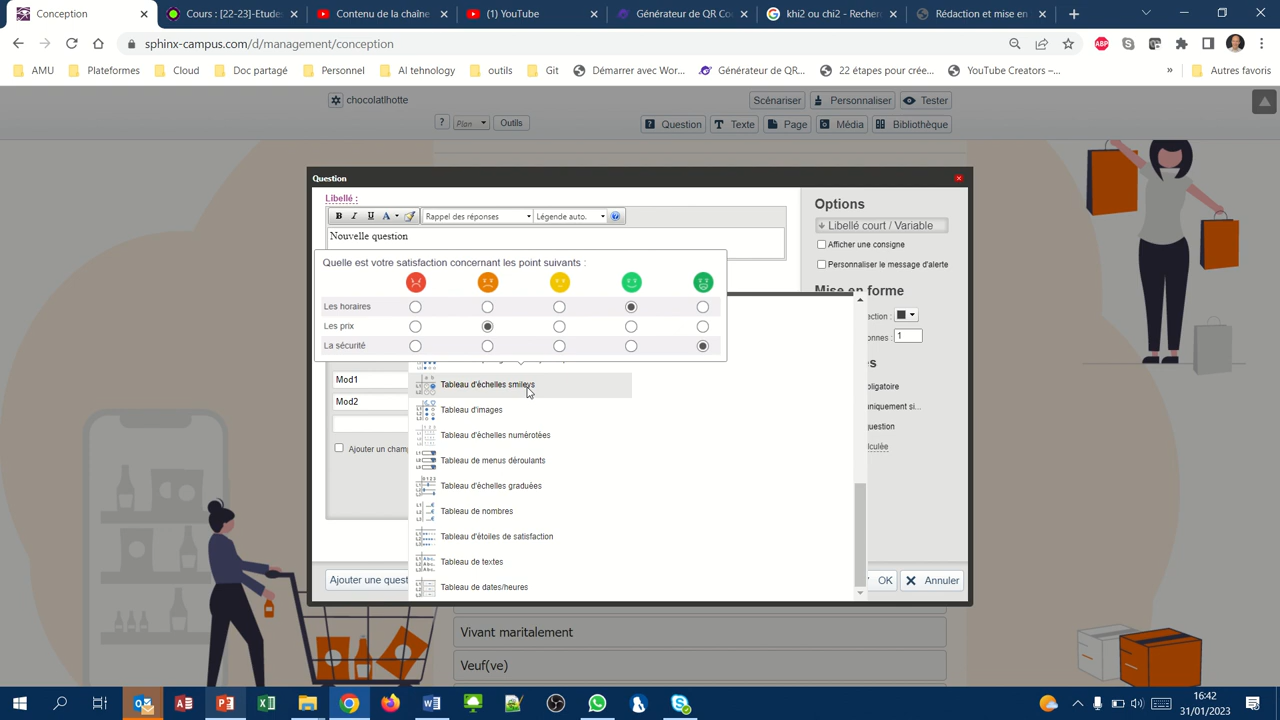 Conception
Cours : [22-23]-Etude
Contenu de la chaîne
(1) YouTube
Générateur de Q
khi2 ou chi2 - Recher
Rédaction et mise en
sphinx-campus.com/d/management/conception
ABP
AMU
Plateformes
Cloud
Doc partagé
Personnel
AI tehnology
outils
Git
Démarrer avec Wor...
Générateur de QR...
22 étapes pour crée...
YouTube Creators –...
»
Autres favoris
chocolatlhotte
Scénariser
Personnaliser
Tester
?
Plan
Outils
Question
Texte
Page
Média
Bibliothèque
Question
Libellé :
B I U A
Rappel des réponses
Légende auto.
Nouvelle question
Options
Libellé court / Variable
Afficher une consigne
Personnaliser le message d'alerte
Mise en forme
1
Quelle est votre satisfaction concernant les point suivants :
Les horaires
Les prix
La sécurité
Mod1
Mod2
Ajouter un champ
Tableau d'échelles smileys
Tableau d'images
Tableau d'échelles numérotées
Tableau de menus déroulants
Tableau d'échelles graduées
Tableau de nombres
Tableau d'étoiles de satisfaction
Tableau de textes
Tableau de dates/heures
Ajouter une quest
OK
Annuler
Vivant maritalement
Veuf(ve)
16:42
31/01/2023